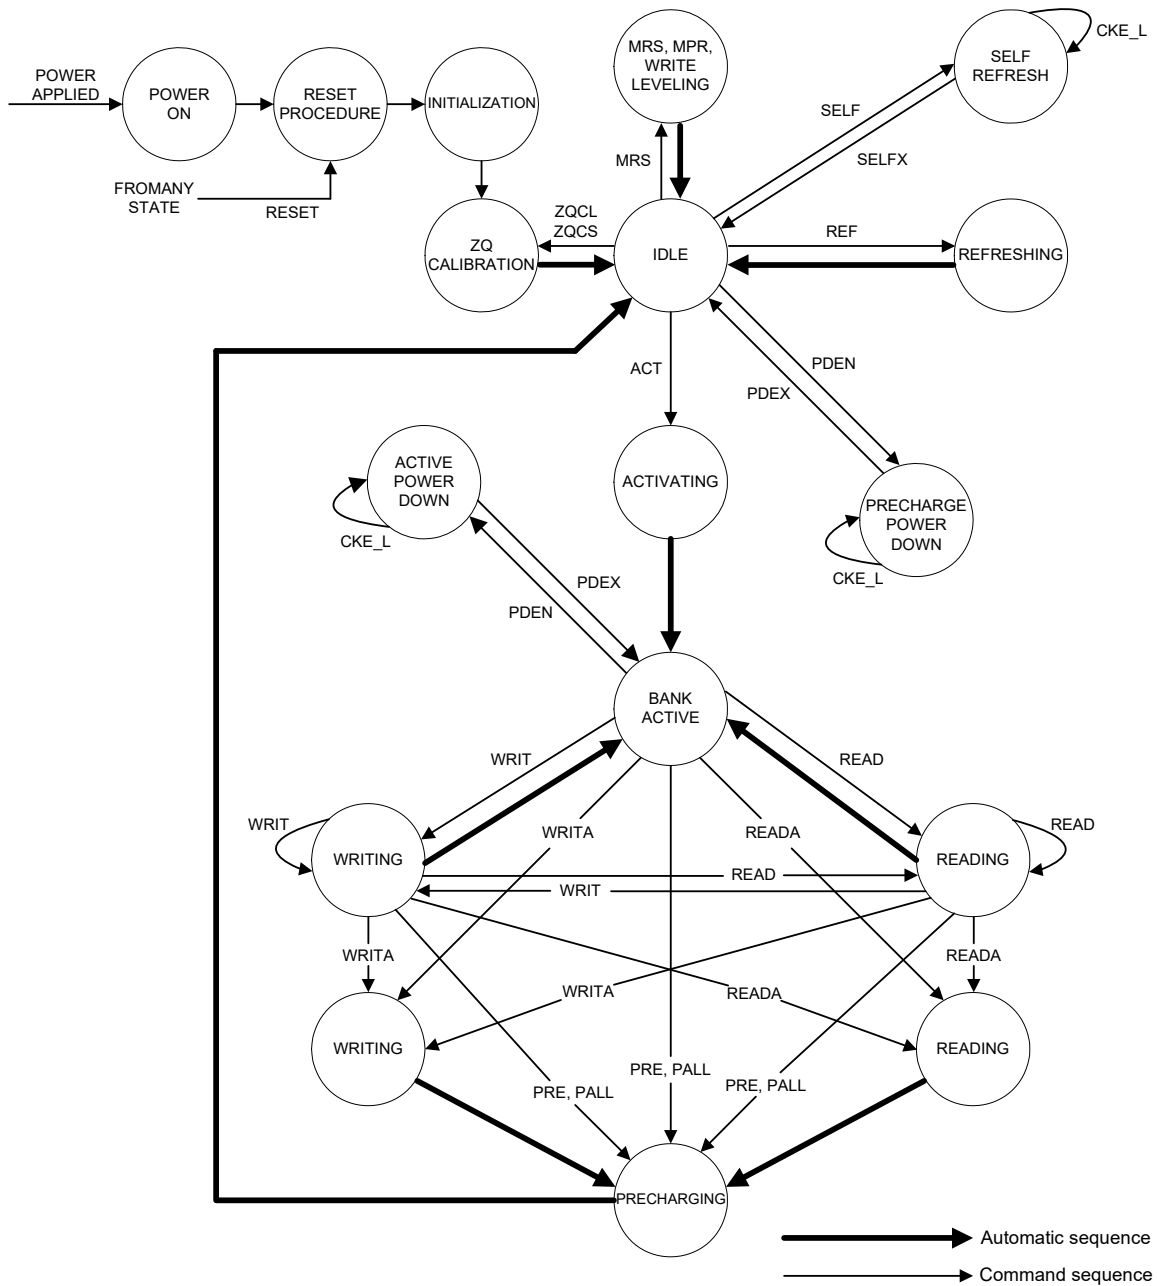 POWER
APPLIED
POWER
ON
RESET
PROCEDURE
INITIALIZATION
FROMANY
STATE
RESET
MRS, MPR,
WRITE
LEVELING
SELF
REFRESH
CKE_L
MRS
SELF
SELFX
ZQCL
ZQCS
ZQ
CALIBRATION
IDLE
REF
REFRESHING
ACT
PDEN
PDEX
ACTIVE
POWER
DOWN
CKE_L
ACTIVATING
PRECHARGE
POWER
DOWN
CKE_L
PDEX
PDEN
BANK
ACTIVE
WRIT
READ
WRIT
WRITA
READA
READ
WRITING
READING
READ
WRIT
WRITA
READA
WRITA
READA
WRITING
READING
PRE, PALL
PRE, PALL
PRE, PALL
PRECHARGING
Automatic sequence
Command sequence